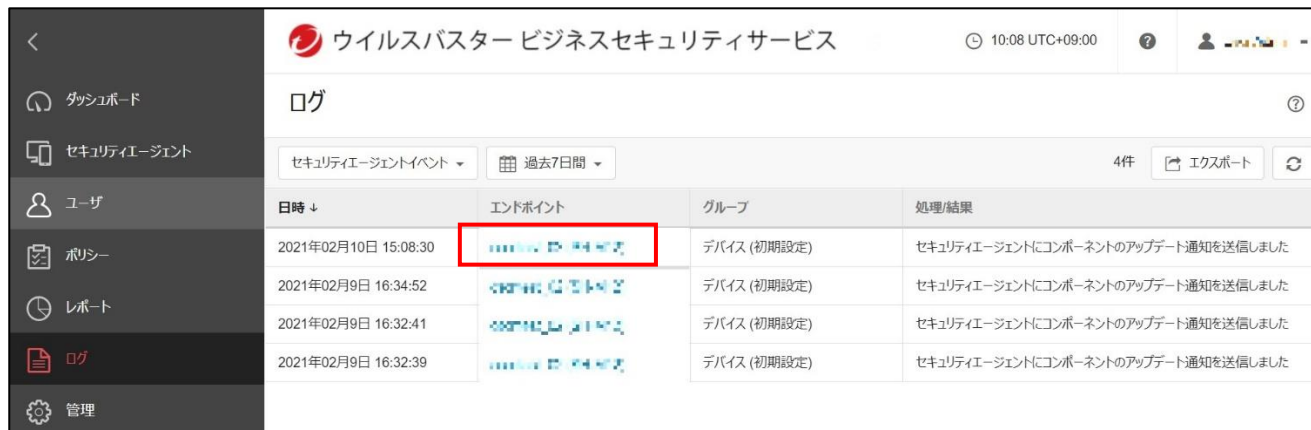 ウイルスバスター ビジネスセキュリティサービス
10:08 UTC+09:00
ダッシュボード
セキュリティエージェント
ユーザ
ポリシー
レポート
ログ
管理
ログ
セキュリティエージェントイベント
過去7日間
4件
エクスポート
日時↓ エンドポイント グループ 処理/結果
2021年02月10日 15:08:30 デバイス (初期設定) セキュリティエージェントにコンポーネントのアップデート通知を送信しました
2021年02月9日 16:34:52 デバイス (初期設定) セキュリティエージェントにコンポーネントのアップデート通知を送信しました
2021年02月9日 16:32:41 デバイス (初期設定) セキュリティエージェントにコンポーネントのアップデート通知を送信しました
2021年02月9日 16:32:39 デバイス (初期設定) セキュリティエージェントにコンポーネントのアップデート通知を送信しました